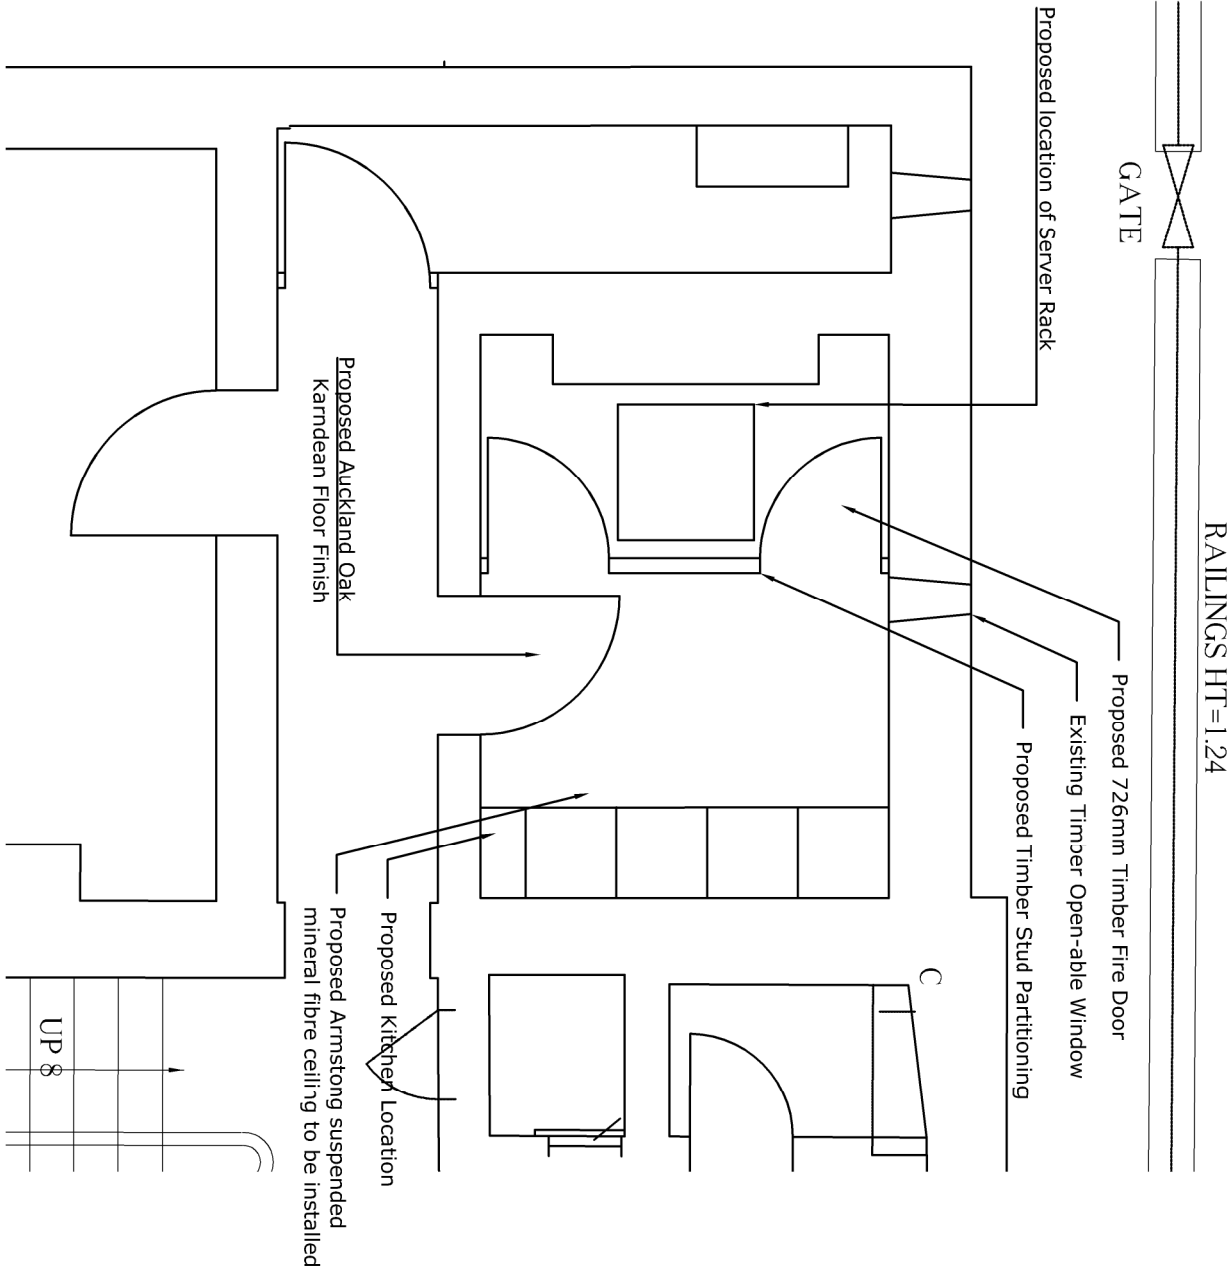 RAILINGS HT=1.24
GATE
Proposed location of Server Rack
Proposed 726mm Timber Fire Door
Existing Timber Open-able Window
Proposed Timber Stud Partitioning
C
Proposed Auckland Oak
Karndean Floor Finish
Proposed Kitchen Location
Proposed Armstong suspended
mineral fibre ceiling to be installed
UP 8